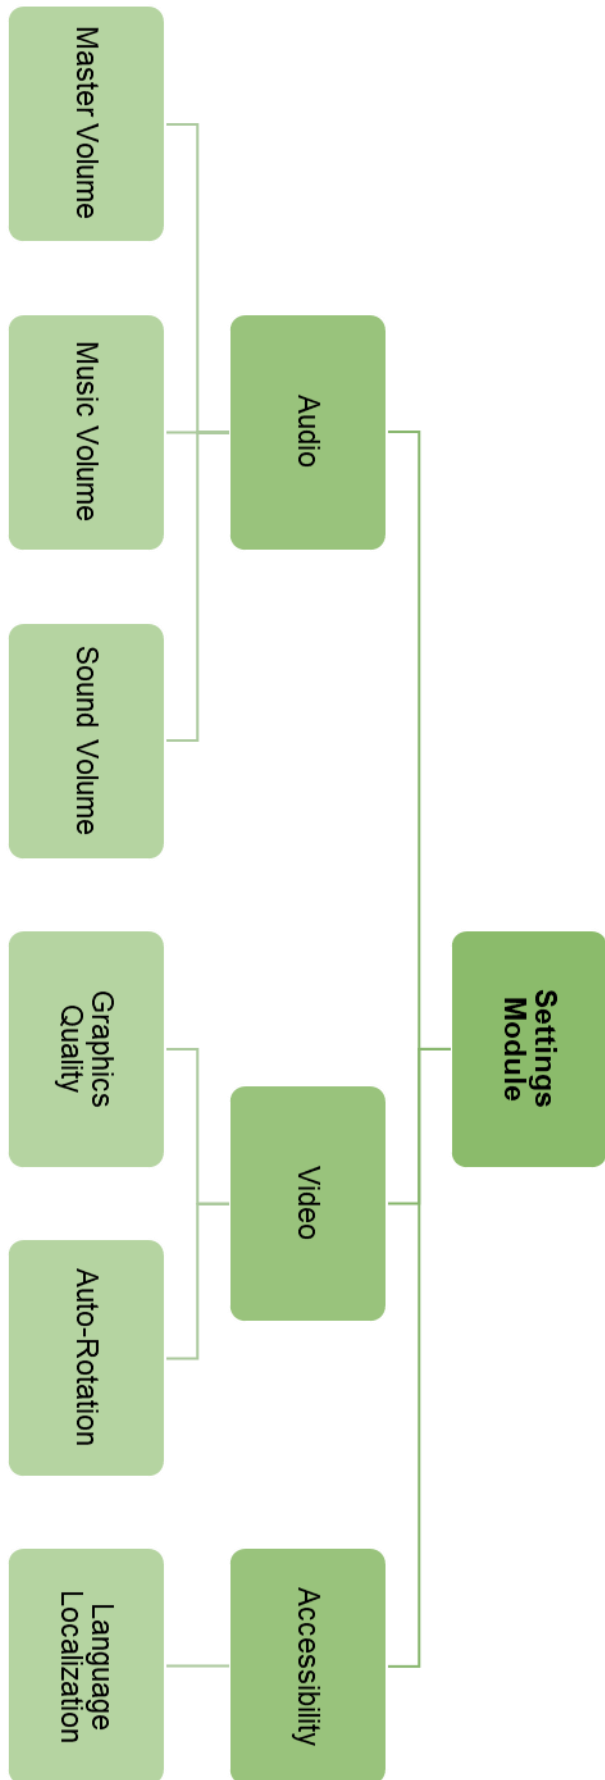 Settings
Module
Audio
Video
Accessibility
Master Volume
Music Volume
Sound Volume
Graphics
Quality
Auto-Rotation
Language
Localization